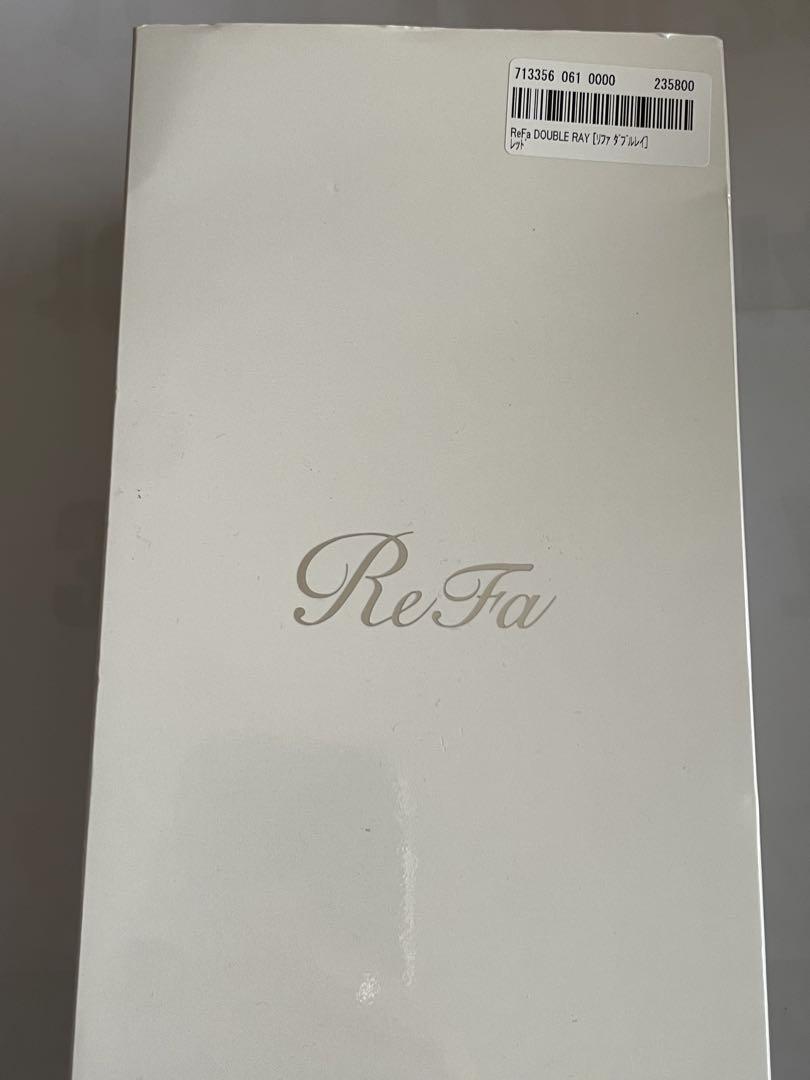 713356 061 0000 235800
ReFa DOUBLE RAY [ﾘﾌｧ ﾀﾞﾌﾞﾙﾚｲ]
ﾚｯﾄﾞ
ReFa